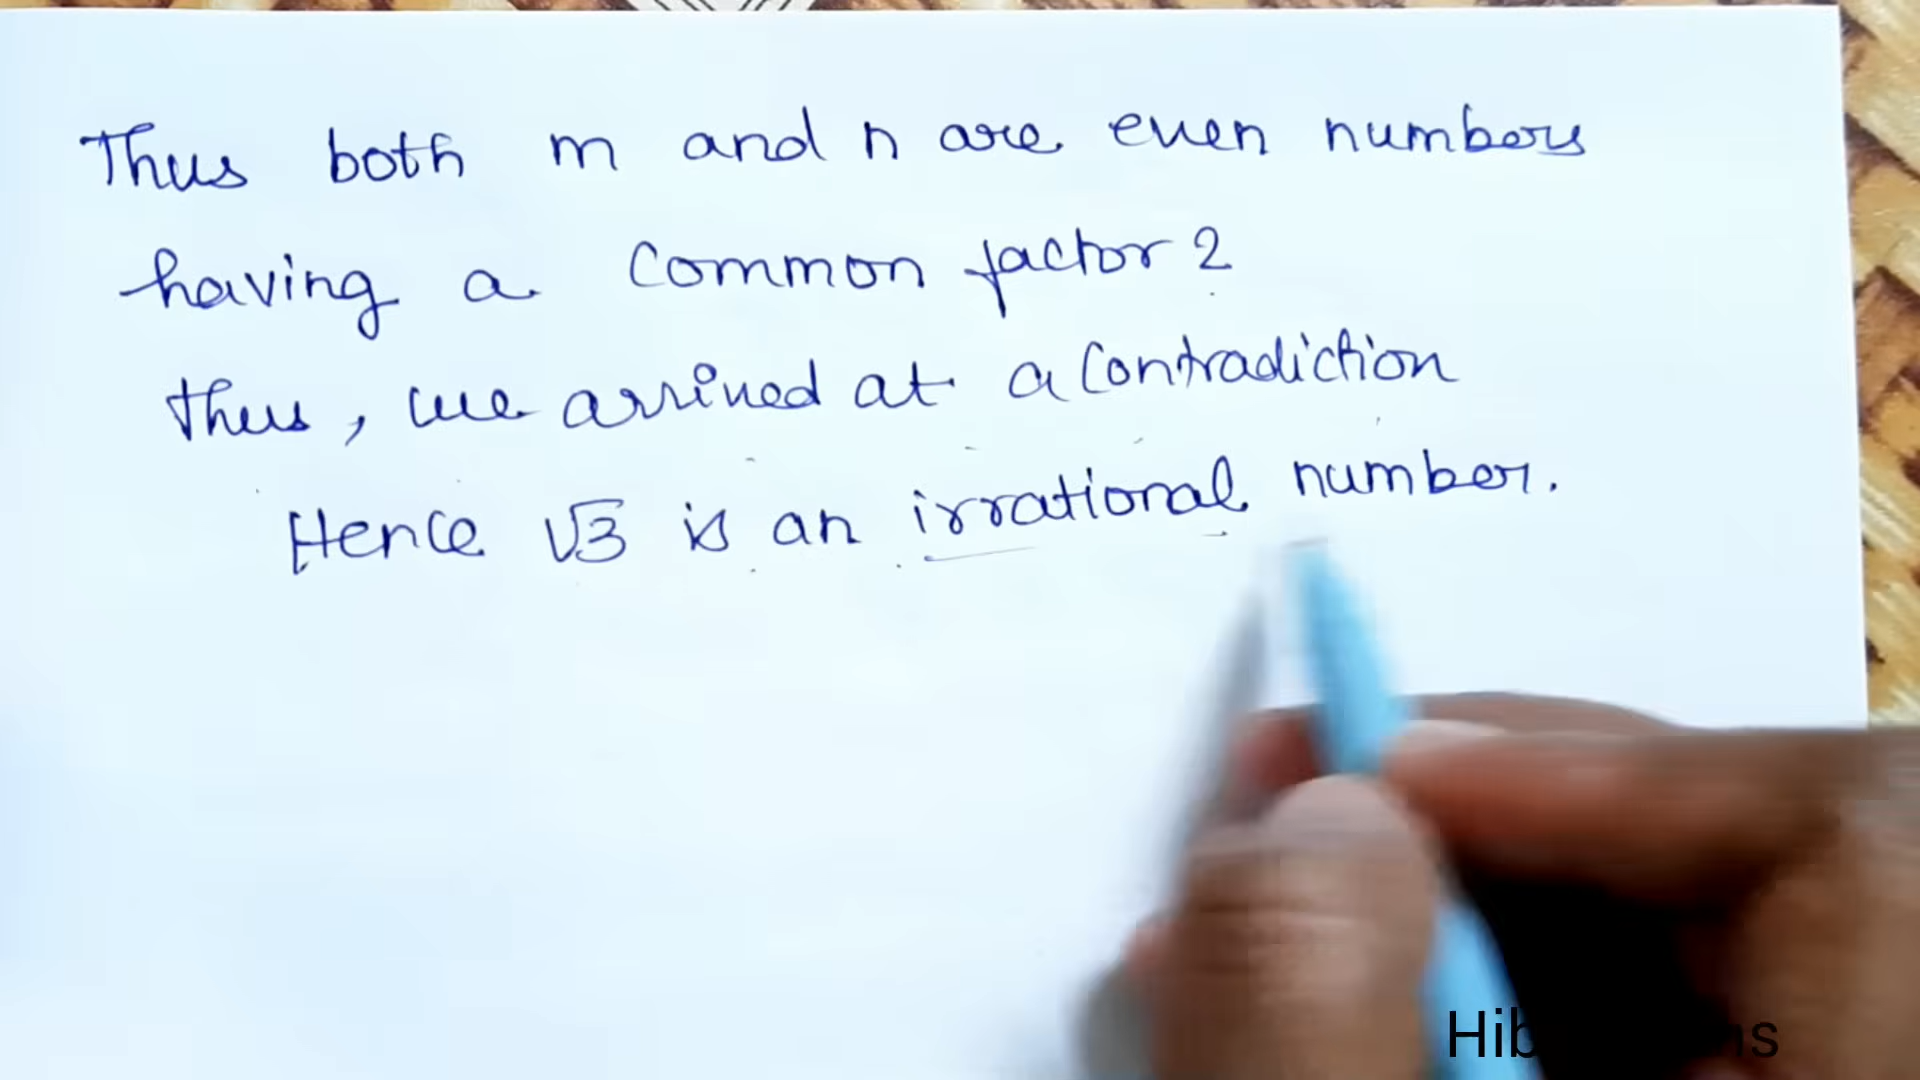 Thus both m and n are even numbers
having a common factor 2
thus, we arrived at a Contradiction
Hence √3 is an irrational number.